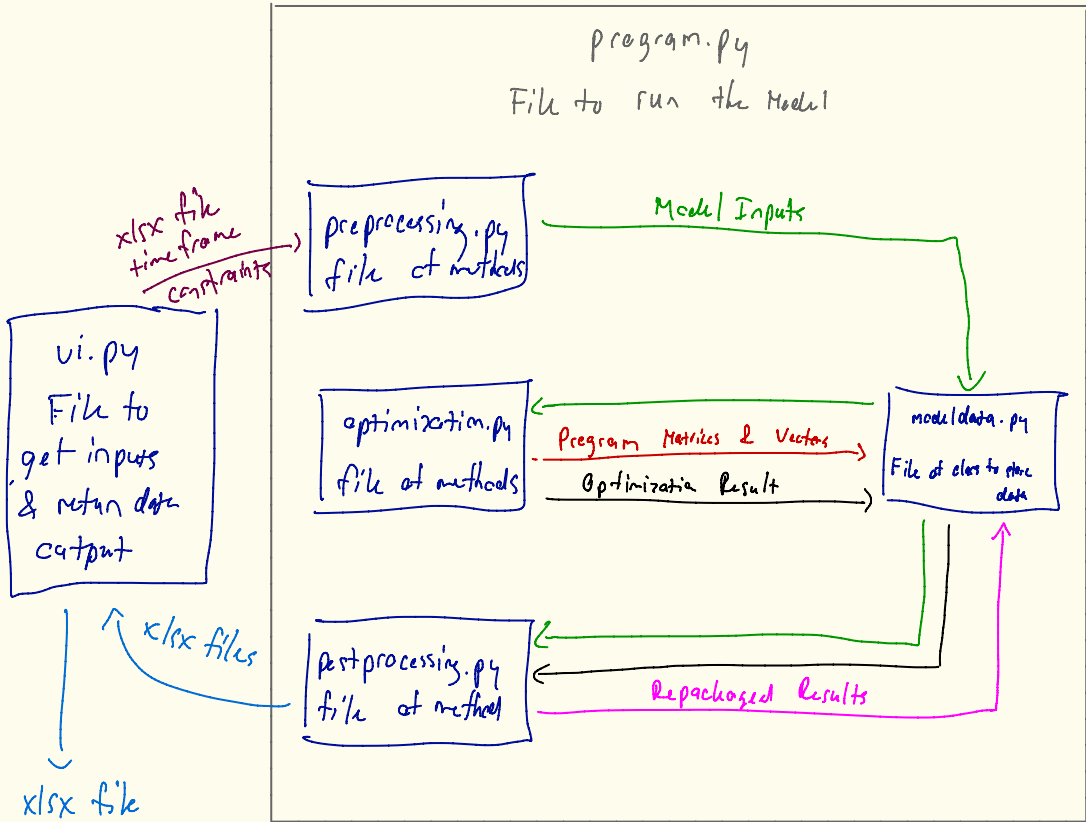 program.py
File to run the Model
xlsx file
timeframe
constraints
preprocessing.py
file of methods
Model Inputs
ui.py
File to
get inputs
& return data
output
optimization.py
file of methods
Program Matrices & Vectors
Optimization Result
modeldata.py
File of class to store
data
xlsx files
postprocessing.py
file of method
Repackaged Results
xlsx file